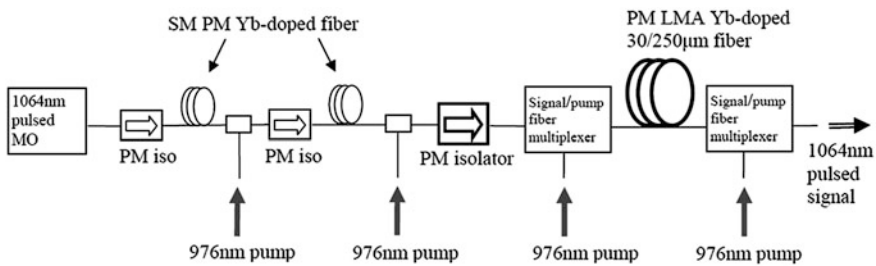 SM PM Yb-doped fiber
PM LMA Yb-doped
30/250μm fiber
1064nm
pulsed
MO
PM iso
PM iso
PM isolator
Signal/pump
fiber
multiplexer
Signal/pump
fiber
multiplexer
1064nm
pulsed
signal
976nm pump
976nm pump
976nm pump
976nm pump